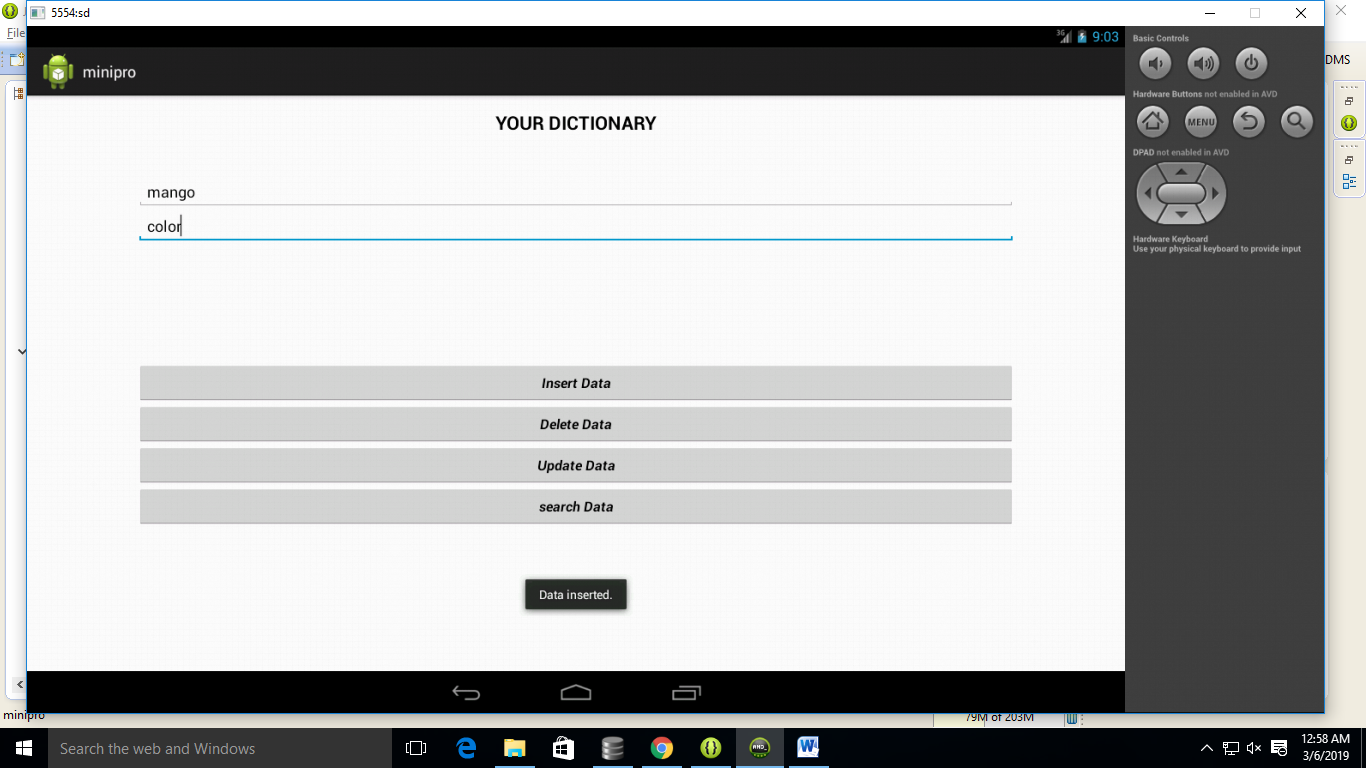 5554:sd
File
3G 9:03
minipro
DMS
YOUR DICTIONARY
mango
color
Insert Data
Delete Data
Update Data
search Data
Data inserted.
Basic Controls
Hardware Buttons not enabled in AVD
MENU
DPAD not enabled in AVD
Hardware Keyboard
Use your physical keyboard to provide input
minipro
79M of 203M
Search the web and Windows
12:58 AM
3/6/2019